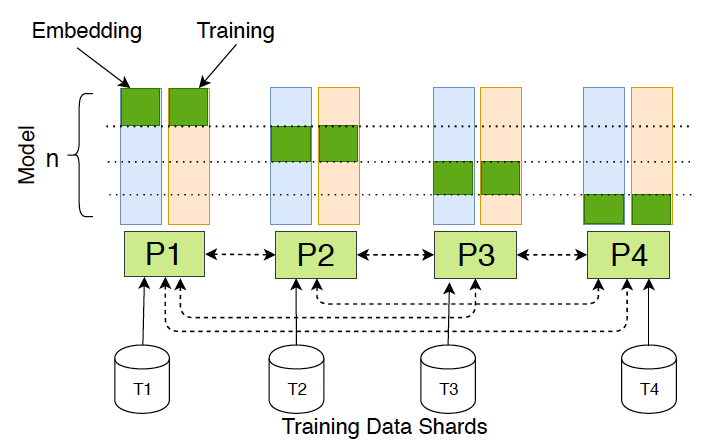 Embedding Training
Model
n
P1 P2 P3 P4
T1 T2 T3 T4
Training Data Shards